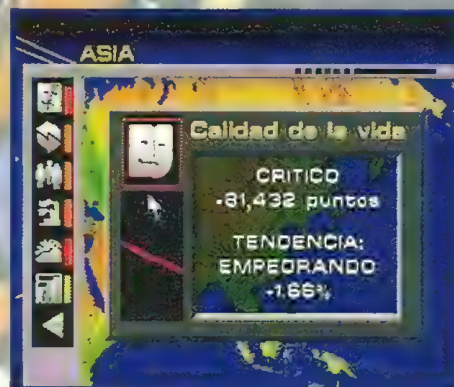 ASIA
Calidad de la vida
CRITICO
-81,432 puntos
TENDENCIA:
EMPEORANDO
-1.66%